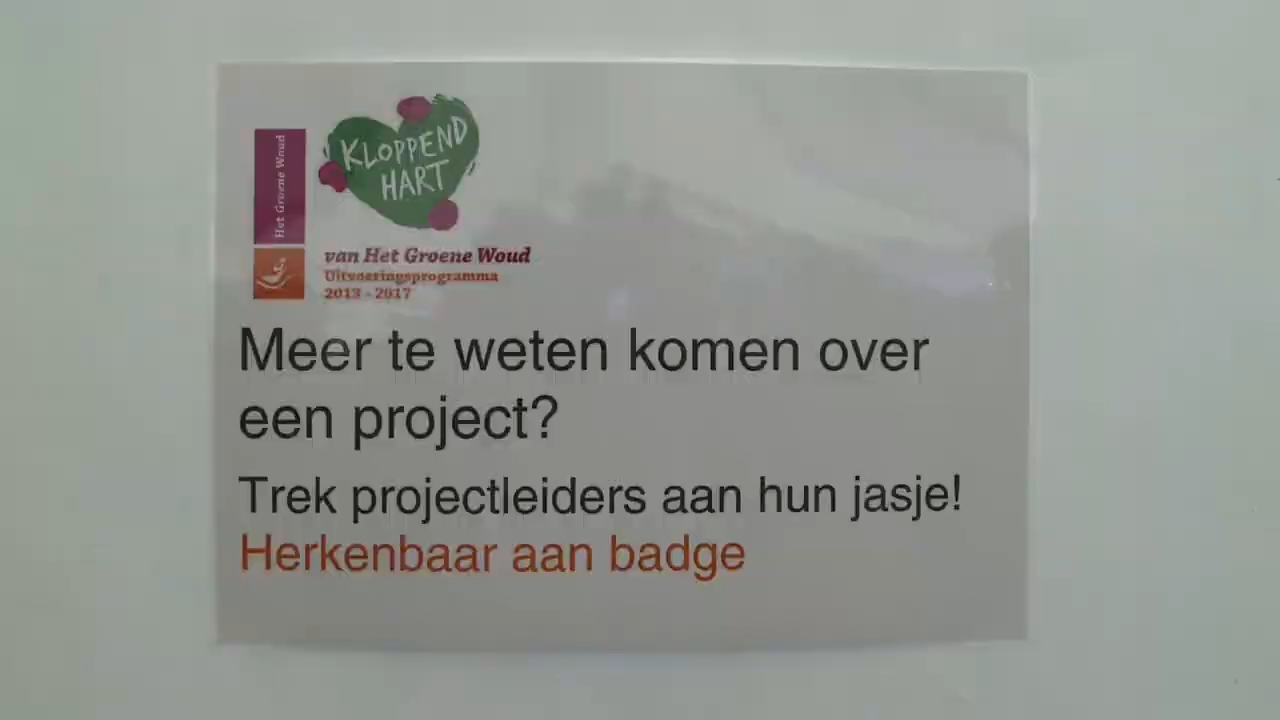 Het Groene Woud
KLOPPEND
HART
van Het Groene Woud
Uitvoeringsprogramma
2013 - 2017
Meer te weten komen over
een project?
Trek projectleiders aan hun jasje!
Herkenbaar aan badge